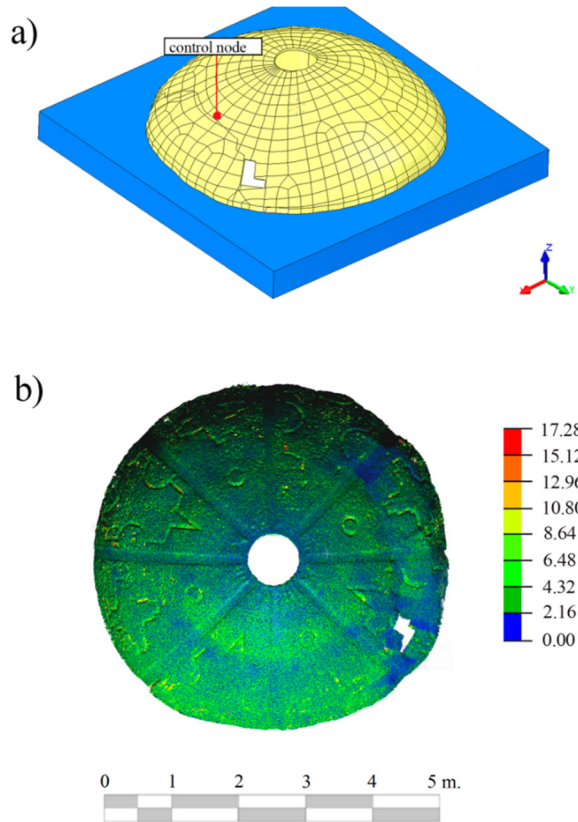 a)
control node
Z
Y
b)
17.28
15.12
12.96
10.80
8.64
6.48
4.32
2.16
0.00
0 1 2 3 4 5 m.